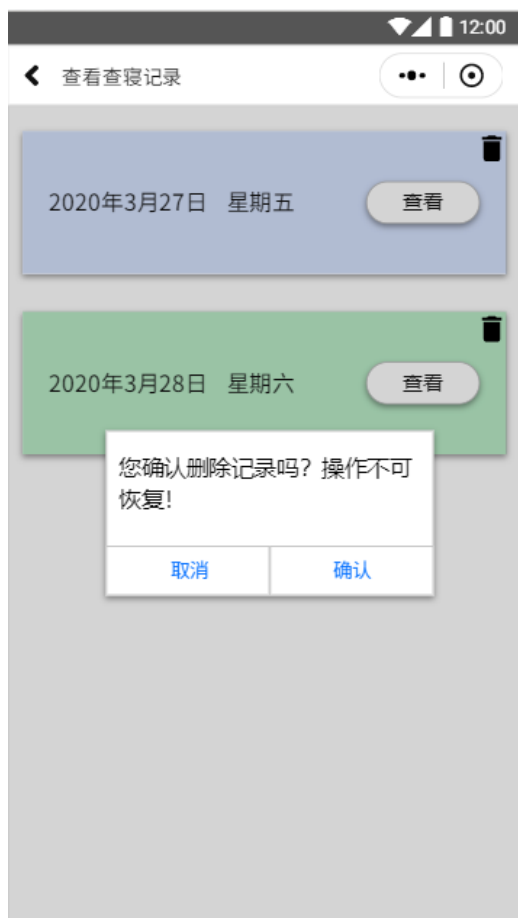 12:00
查看查寝记录
2020年3月27日 星期五 查看
2020年3月28日 星期六 查看
您确认删除记录吗？操作不可
恢复！
取消 确认